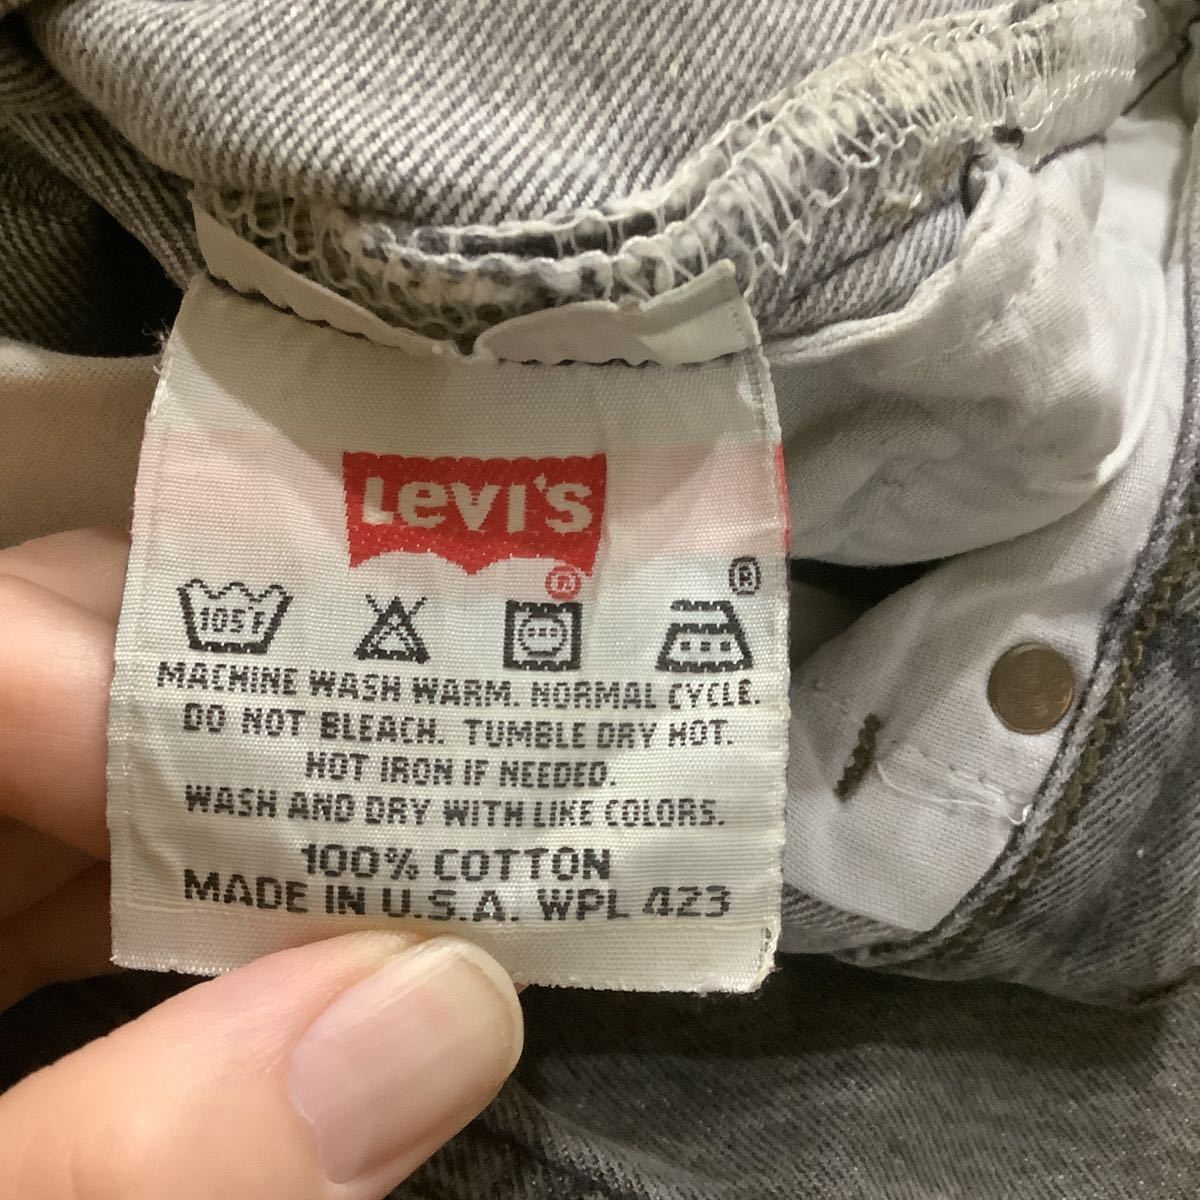 Levi's
®
®
105°F
MACHINE WASH WARM. NORMAL CYCLE.
DO NOT BLEACH. TUMBLE DRY HOT.
HOT IRON IF NEEDED.
WASH AND DRY WITH LIKE COLORS.
100% COTTON
MADE IN U.S.A. WPL 423